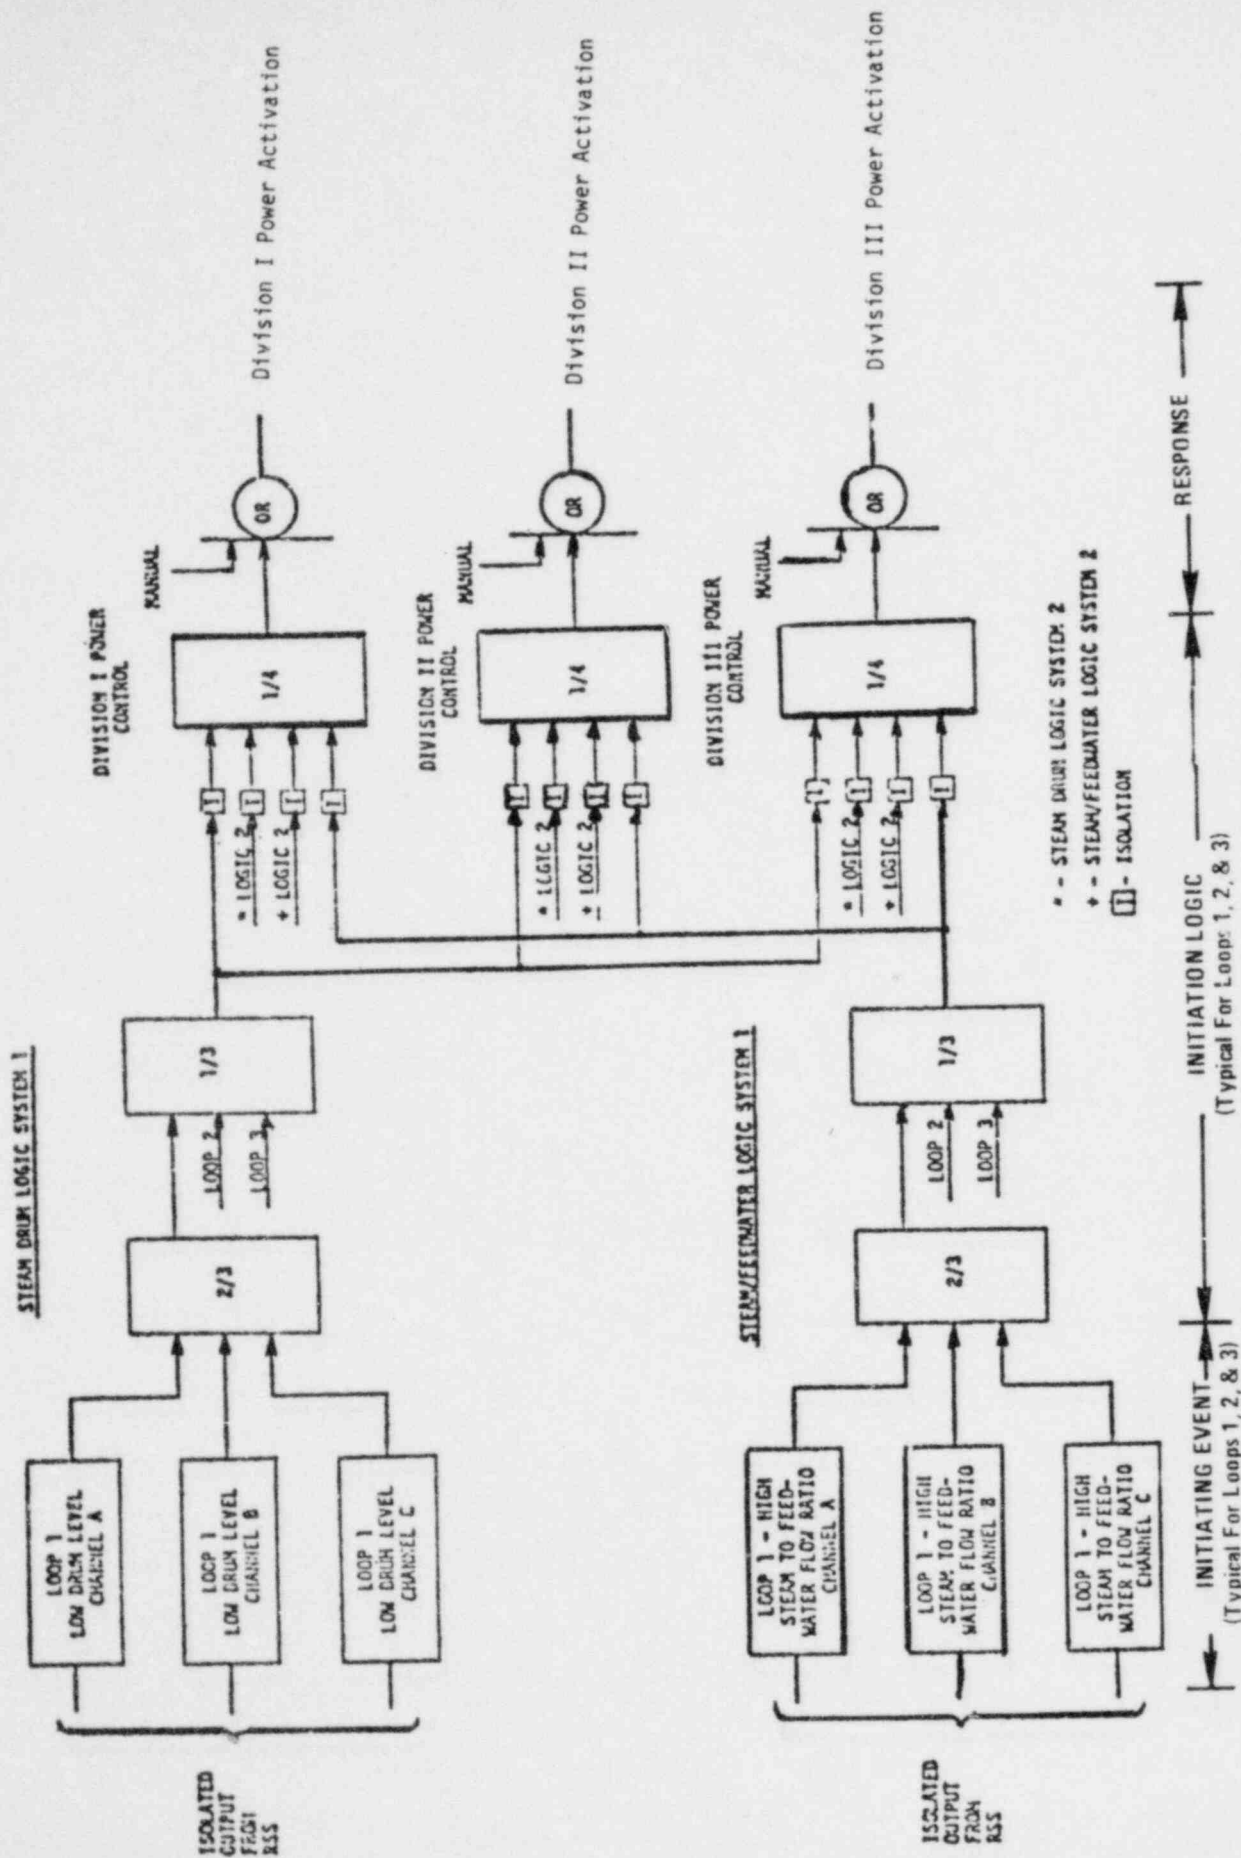 STEAM DRUM LOGIC SYSTEM 1
ISOLATED
OUTPUT
FROM
RSS
LOOP 1
LOW DRUM LEVEL
CHANNEL A
LOOP 1
LOW DRUM LEVEL
CHANNEL B
LOOP 1
LOW DRUM LEVEL
CHANNEL C
2/3
LOOP 2
LOOP 3
1/3
DIVISION I POWER
CONTROL
I
* LOGIC 2
I
+ LOGIC 2
I
I
1/4
MANUAL
OR
Division I Power Activation
DIVISION II POWER
CONTROL
I
* LOGIC 2
I
+ LOGIC 2
I
I
1/4
MANUAL
OR
Division II Power Activation
DIVISION III POWER
CONTROL
I
* LOGIC 2
I
+ LOGIC 2
I
I
1/4
MANUAL
OR
Division III Power Activation
STEAM/FEEDWATER LOGIC SYSTEM 1
ISOLATED
OUTPUT
FROM
RSS
LOOP 1 - HIGH
STEAM TO FEED-
WATER FLOW RATIO
CHANNEL A
LOOP 1 - HIGH
STEAM TO FEED-
WATER FLOW RATIO
CHANNEL B
LOOP 1 - HIGH
STEAM TO FEED-
WATER FLOW RATIO
CHANNEL C
2/3
LOOP 2
LOOP 3
1/3
* - STEAM DRUM LOGIC SYSTEM 2
+ - STEAM/FEEDWATER LOGIC SYSTEM 2
I - ISOLATION
INITIATING EVENT
(Typical For Loops 1, 2, & 3)
INITIATION LOGIC
(Typical For Loops 1, 2, & 3)
RESPONSE